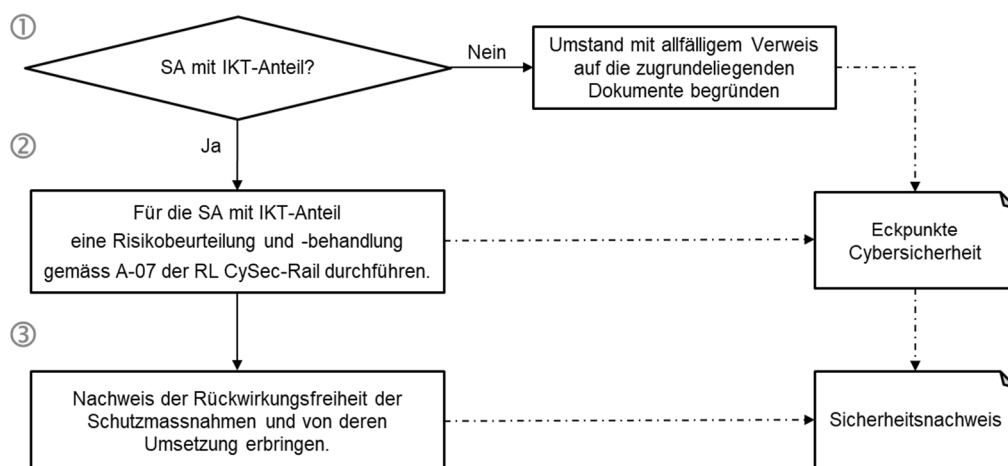 ①
SA mit IKT-Anteil?
Nein
Umstand mit allfälligem Verweis
auf die zugrundeliegenden
Dokumente begründen
②
Ja
Für die SA mit IKT-Anteil
eine Risikobeurteilung und -behandlung
gemäss A-07 der RL CySec-Rail durchführen.
Eckpunkte
Cybersicherheit
③
Nachweis der Rückwirkungsfreiheit der
Schutzmassnahmen und von deren
Umsetzung erbringen.
Sicherheitsnachweis